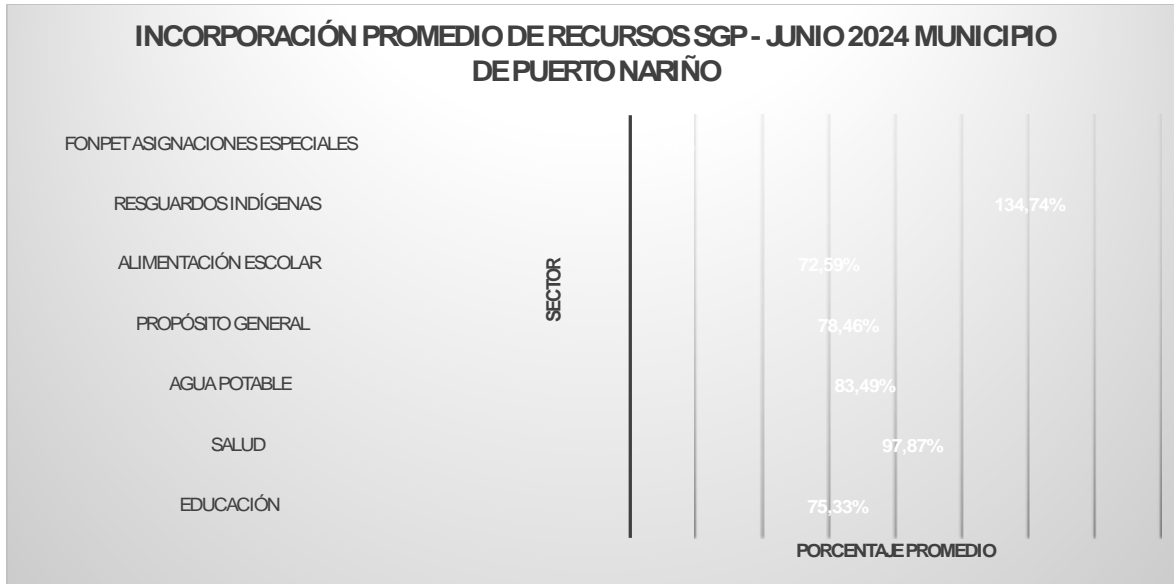 INCORPORACIÓN PROMEDIO DE RECURSOS SGP - JUNIO 2024 MUNICIPIO
DE PUERTO NARIÑO
FONPET ASIGNACIONES ESPECIALES
RESGUARDOS INDÍGENAS
134,74%
ALIMENTACIÓN ESCOLAR
72,59%
SECTOR
PROPÓSITO GENERAL
78,46%
AGUA POTABLE
83,49%
SALUD
97,87%
EDUCACIÓN
75,33%
PORCENTAJE PROMEDIO